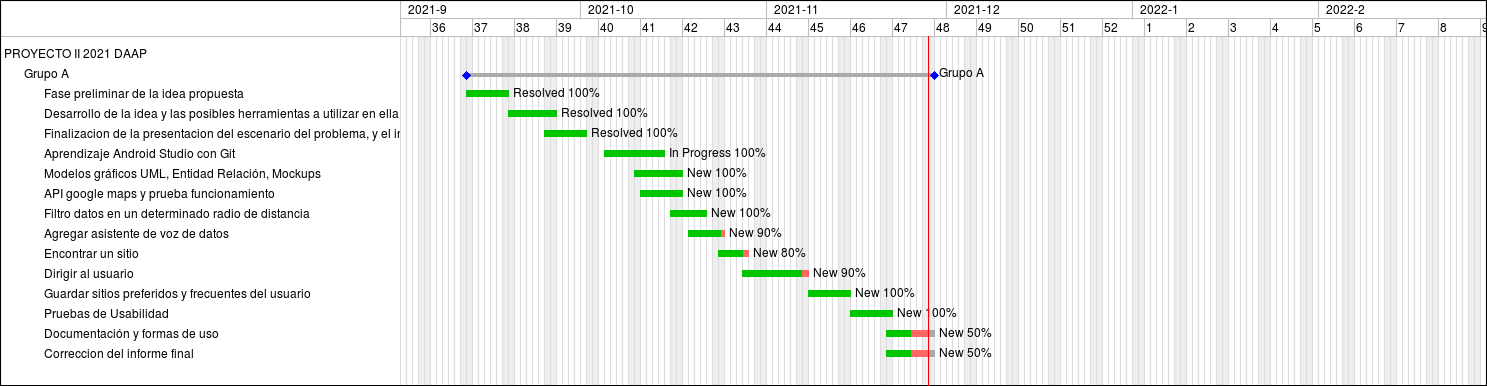 2021-9 2021-10 2021-11 2021-12 2022-1 2022-2
36 37 38 39 40 41 42 43 44 45 46 47 48 49 50 51 52 1 2 3 4 5 6 7 8 9
PROYECTO II 2021 DAAP
Grupo A Grupo A
Fase preliminar de la idea propuesta Resolved 100%
Desarrollo de la idea y las posibles herramientas a utilizar en ella Resolved 100%
Finalizacion de la presentacion del escenario del problema, y el Resolved 100%
Aprendizaje Android Studio con Git In Progress 100%
Modelos gráficos UML, Entidad Relación, Mockups New 100%
API google maps y prueba funcionamiento New 100%
Filtro datos en un determinado radio de distancia New 100%
Agregar asistente de voz de datos New 90%
Encontrar un sitio New 80%
Dirigir al usuario New 90%
Guardar sitios preferidos y frecuentes del usuario New 100%
Pruebas de Usabilidad New 100%
Documentación y formas de uso New 50%
Correccion del informe final New 50%